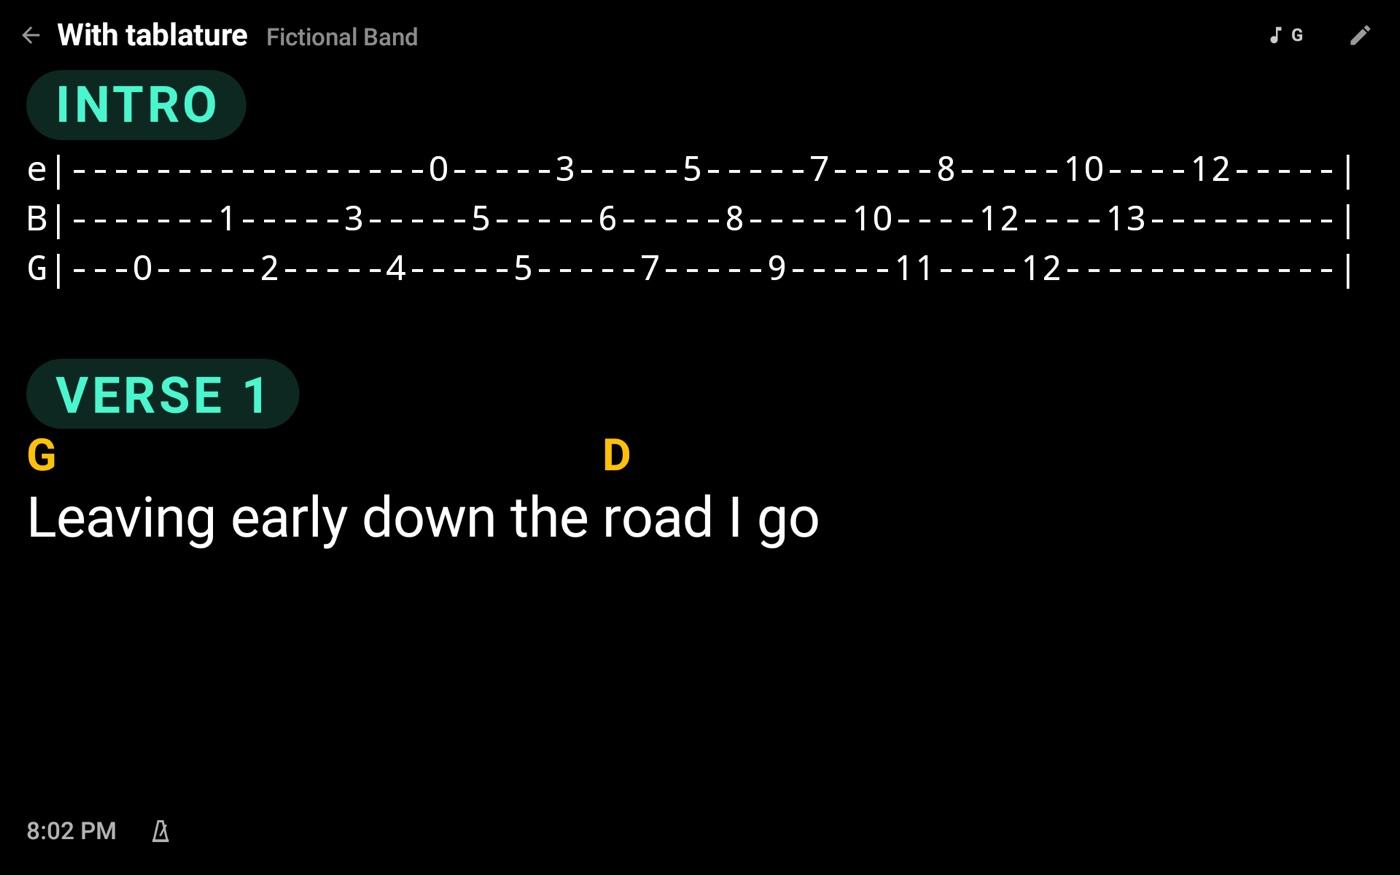 With tablature Fictional Band G
INTRO
e|-----------------0-----3-----5-----7-----8-----10----12-----|
B|-------1-----3-----5-----6-----8-----10----12----13---------|
G|---0-----2-----4-----5-----7-----9-----11----12-------------|
VERSE 1
G D
Leaving early down the road I go
8:02 PM